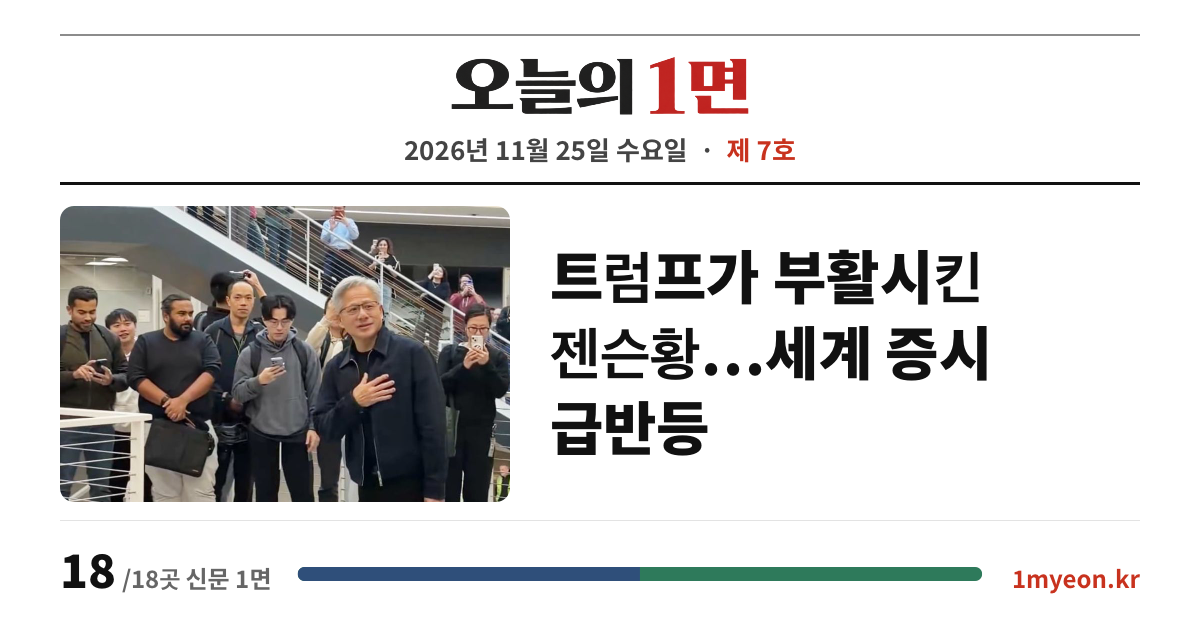 오늘의 1면
2026년 11월 25일 수요일 · 제 7호
트럼프가 부활시킨
젠슨황...세계 증시
급반등
18 /18곳 신문 1면
1myeon.kr